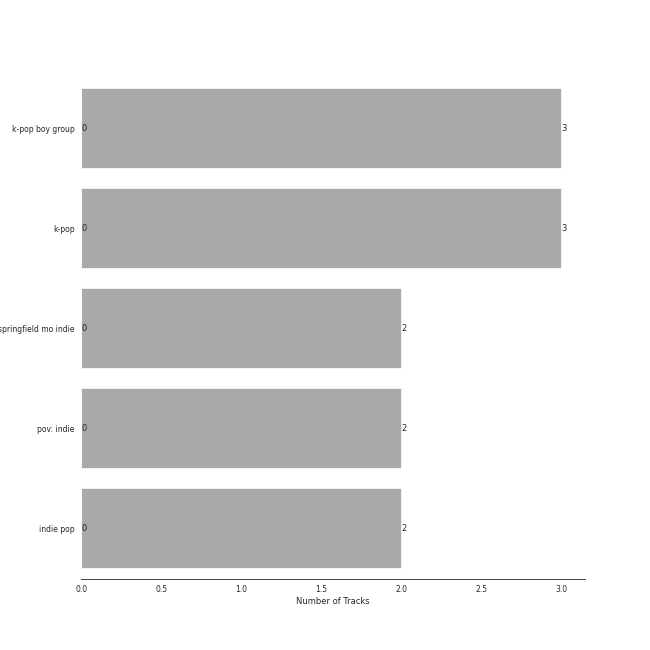 k-pop boy group 0 3
k-pop 0 3
springfield mo indie 0 2
pov: indie 0 2
indie pop 0 2
0.0 0.5 1.0 1.5 2.0 2.5 3.0
Number of Tracks